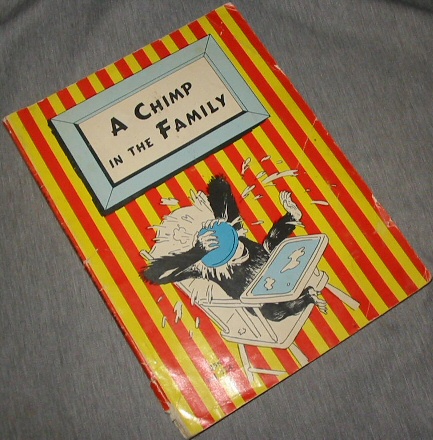 A CHIMP
IN THE FAMILY